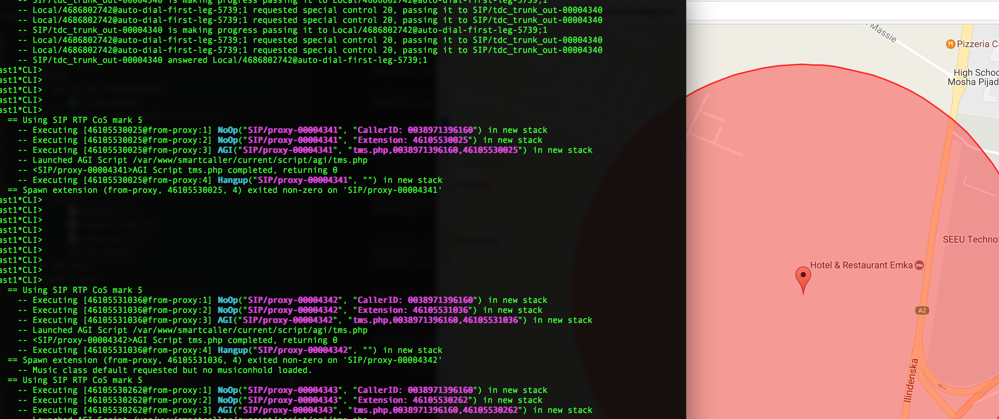 -- SIP/tdc_trunk_out-00004340 is making progress passing it to Local/4686802742@auto-dial-first-leg-5739;1
-- Local/4686802742@auto-dial-first-leg-5739;1 requested special control 20, passing it to SIP/tdc_trunk_out-00004340
-- Local/4686802742@auto-dial-first-leg-5739;1 requested special control 20, passing it to SIP/tdc_trunk_out-00004340
-- SIP/tdc_trunk_out-00004340 is making progress passing it to Local/4686802742@auto-dial-first-leg-5739;1
-- Local/4686802742@auto-dial-first-leg-5739;1 requested special control 20, passing it to SIP/tdc_trunk_out-00004340
-- Local/4686802742@auto-dial-first-leg-5739;1 requested special control 20, passing it to SIP/tdc_trunk_out-00004340
-- SIP/tdc_trunk_out-00004340 answered Local/4686802742@auto-dial-first-leg-5739;1
ast1*CLI>
ast1*CLI>
ast1*CLI>
ast1*CLI>
ast1*CLI>
== Using SIP RTP CoS mark 5
-- Executing [46105530025@from-proxy:1] NoOp("SIP/proxy-00004341", "CallerID: 0038971396160") in new stack
-- Executing [46105530025@from-proxy:2] NoOp("SIP/proxy-00004341", "Extension: 46105530025") in new stack
-- Executing [46105530025@from-proxy:3] AGI("SIP/proxy-00004341", "tms.php,0038971396160,46105530025") in new stack
-- Launched AGI Script /var/www/smartcaller/current/script/agi/tms.php
-- <SIP/proxy-00004341>AGI Script tms.php completed, returning 0
-- Executing [46105530025@from-proxy:4] Hangup("SIP/proxy-00004341", "") in new stack
== Spawn extension (from-proxy, 46105530025, 4) exited non-zero on 'SIP/proxy-00004341'
ast1*CLI>
ast1*CLI>
ast1*CLI>
ast1*CLI>
ast1*CLI>
ast1*CLI>
ast1*CLI>
ast1*CLI>
ast1*CLI>
== Using SIP RTP CoS mark 5
-- Executing [46105531036@from-proxy:1] NoOp("SIP/proxy-00004342", "CallerID: 0038971396160") in new stack
-- Executing [46105531036@from-proxy:2] NoOp("SIP/proxy-00004342", "Extension: 46105531036") in new stack
-- Executing [46105531036@from-proxy:3] AGI("SIP/proxy-00004342", "tms.php,0038971396160,46105531036") in new stack
-- Launched AGI Script /var/www/smartcaller/current/script/agi/tms.php
-- <SIP/proxy-00004342>AGI Script tms.php completed, returning 0
-- Executing [46105531036@from-proxy:4] Hangup("SIP/proxy-00004342", "") in new stack
== Spawn extension (from-proxy, 46105531036, 4) exited non-zero on 'SIP/proxy-00004342'
-- Music class default requested but no musiconhold loaded.
== Using SIP RTP CoS mark 5
-- Executing [46105530262@from-proxy:1] NoOp("SIP/proxy-00004343", "CallerID: 0038971396160") in new stack
-- Executing [46105530262@from-proxy:2] NoOp("SIP/proxy-00004343", "Extension: 46105530262") in new stack
-- Executing [46105530262@from-proxy:3] AGI("SIP/proxy-00004343", "tms.php,0038971396160,46105530262") in new stack
-- Launched AGI Script /var/www/smartcaller/current/script/agi/tms.php
Massie
Pizzeria
High
Mosha
SEEU
Hotel & Restaurant Emka
A2
Ilindenska